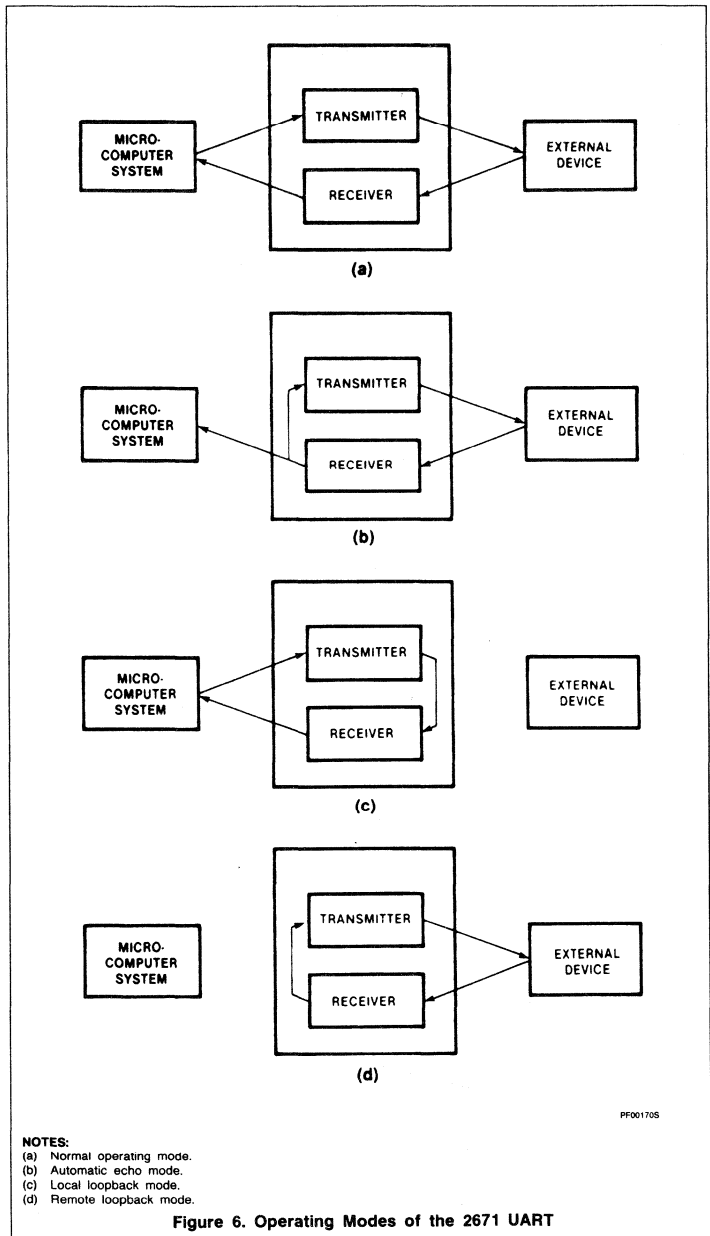 MICRO-
COMPUTER
SYSTEM
TRANSMITTER
RECEIVER
EXTERNAL
DEVICE
(a)
MICRO-
COMPUTER
SYSTEM
TRANSMITTER
RECEIVER
EXTERNAL
DEVICE
(b)
MICRO-
COMPUTER
SYSTEM
TRANSMITTER
RECEIVER
EXTERNAL
DEVICE
(c)
MICRO-
COMPUTER
SYSTEM
TRANSMITTER
RECEIVER
EXTERNAL
DEVICE
(d)
PF00170S
NOTES:
(a) Normal operating mode.
(b) Automatic echo mode.
(c) Local loopback mode.
(d) Remote loopback mode.
Figure 6. Operating Modes of the 2671 UART